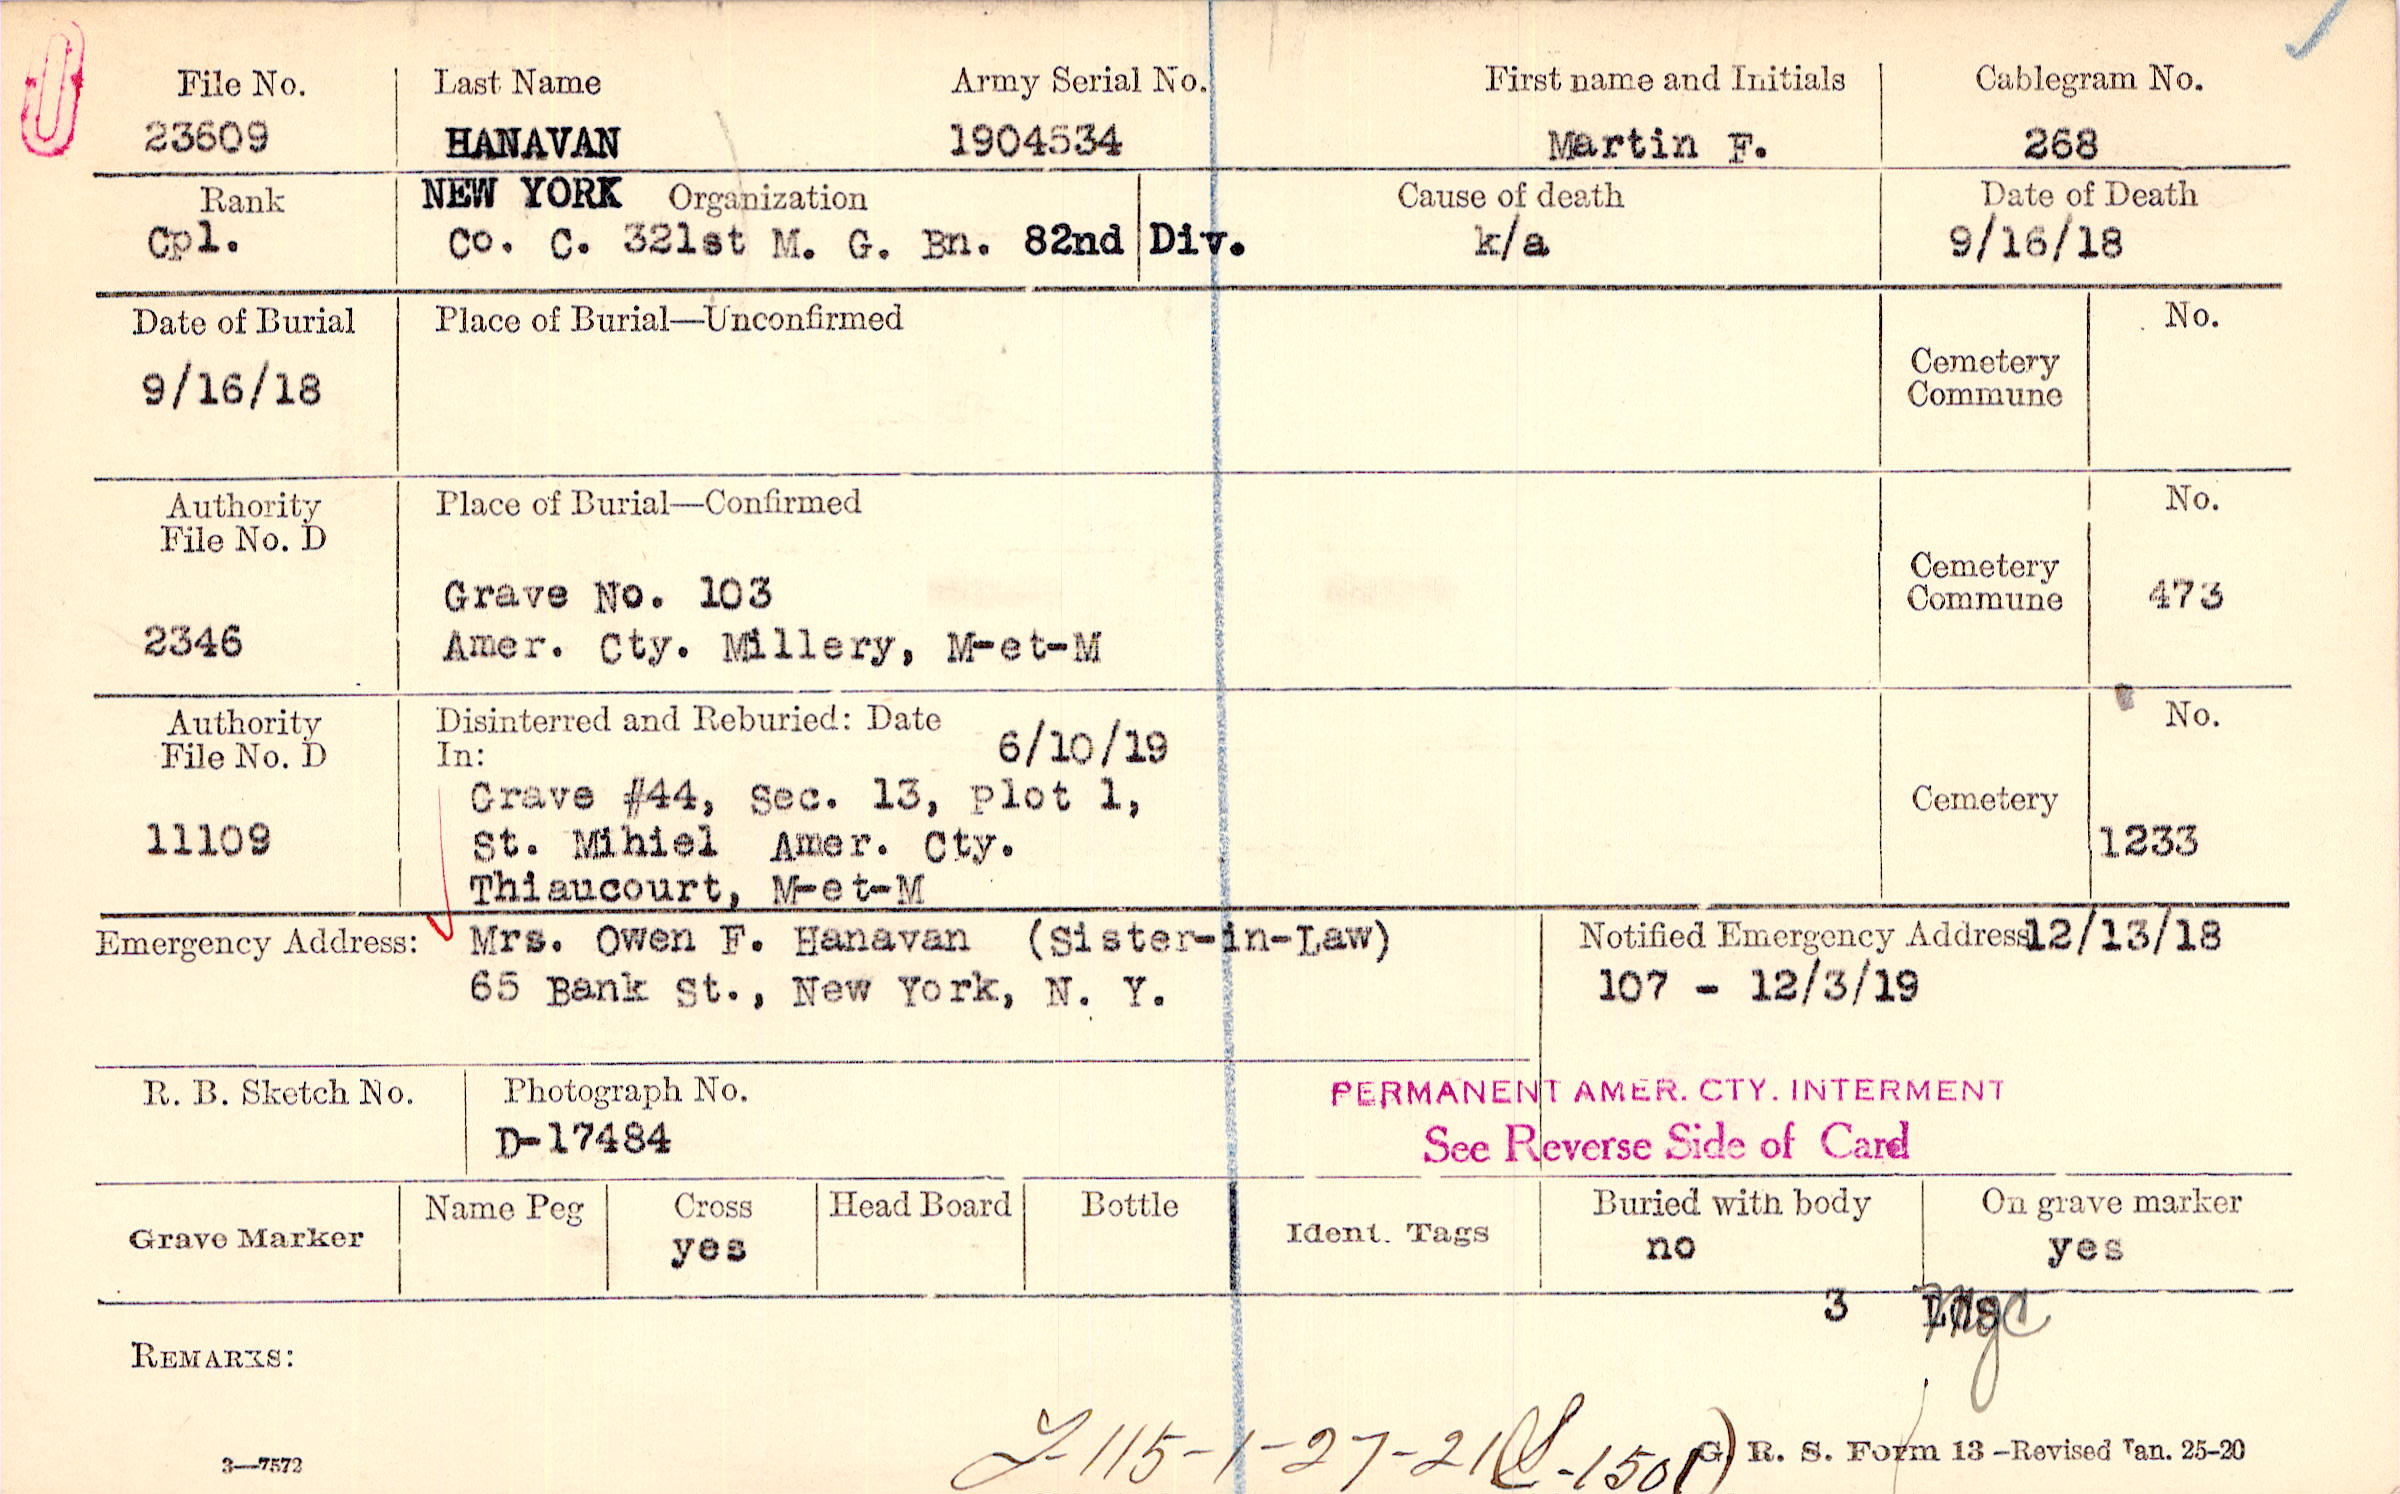 File No. Last Name Army Serial No. First name and Initials Cablegram No.
23609 HANAVAN 1904534 Martin F. 268
Rank NEW YORK Organization Cause of death Date of Death
Cpl. Co. C. 321st M. G. Bn. 82nd Div. k/a 9/16/18
Date of Burial Place of Burial—Unconfirmed No.
9/16/18 Cemetery
Commune
Authority Place of Burial—Confirmed No.
File No. D
Grave No. 103 Cemetery
Commune 473
2346 Amer. Cty. Millery, M-et-M
Authority Disinterred and Reburied: Date No.
File No. D In: 6/10/19
Grave #44, Sec. 13, plot 1, Cemetery
11109 St. Mihiel Amer. Cty. 1233
Thiaucourt, M-et-M
Emergency Address: Mrs. Owen F. Hanavan (Sister-in-Law) Notified Emergency Address 12/13/18
65 Bank St., New York, N. Y. 107 - 12/3/19
R. B. Sketch No. Photograph No. PERMANENT AMER. CTY. INTERMENT
D-17484 See Reverse Side of Card
Grave Marker Name Peg Cross Head Board Bottle Ident. Tags Buried with body On grave marker
yes no yes
3
REMARKS:
115-1-27-21
3—7572 G. R. S. Form 13—Revised Jan. 25-20